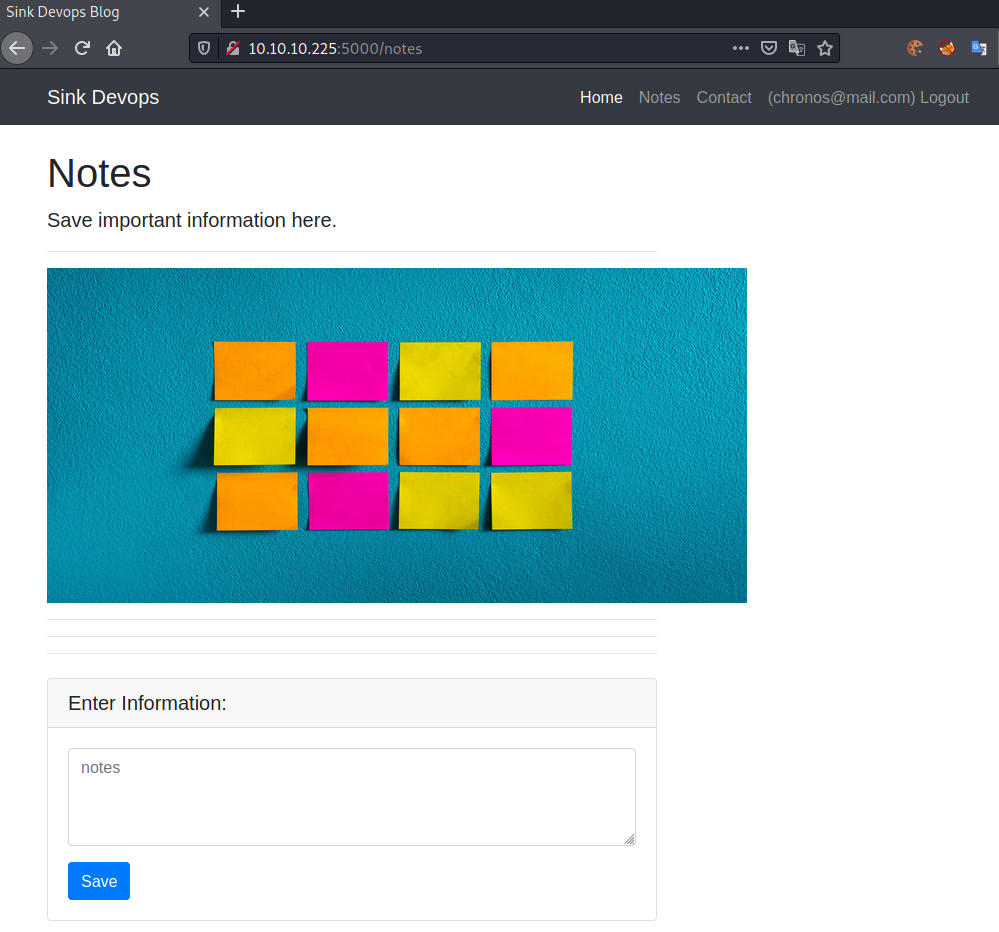 Sink Devops Blog
10.10.10.225:5000/notes
Sink Devops Home Notes Contact (chronos@mail.com) Logout
Notes
Save important information here.
Enter Information:
notes
Save